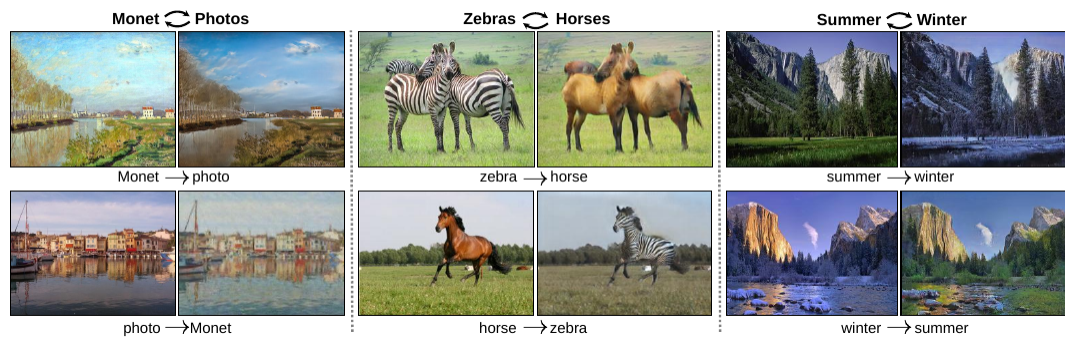 Monet Photos
Zebras Horses
Summer Winter
Monet → photo
zebra → horse
summer → winter
photo → Monet
horse → zebra
winter → summer